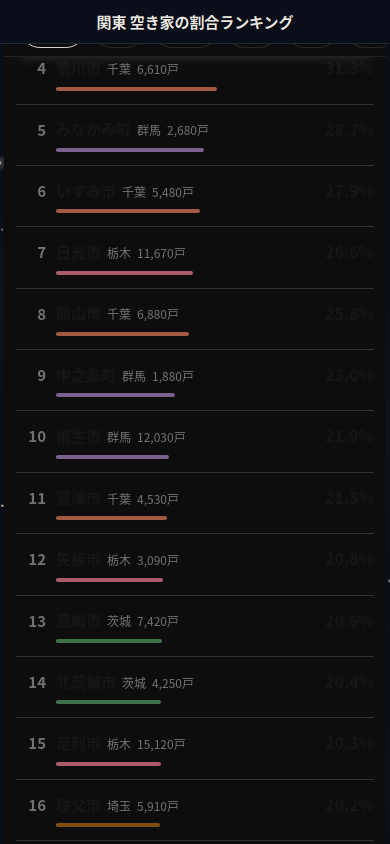 関東 空き家の割合ランキング
4 鴨川市 千葉 6,610戸 31.3%
5 みなかみ町 群馬 2,680戸 28.7%
6 いすみ市 千葉 5,480戸 27.9%
7 日光市 栃木 11,670戸 26.6%
8 館山市 千葉 6,880戸 25.8%
9 中之条町 群馬 1,880戸 23.0%
10 桐生市 群馬 12,030戸 21.9%
11 富津市 千葉 4,530戸 21.5%
12 矢板市 栃木 3,090戸 20.8%
13 鹿嶋市 茨城 7,420戸 20.6%
14 北茨城市 茨城 4,250戸 20.4%
15 足利市 栃木 15,120戸 20.3%
16 秩父市 埼玉 5,910戸 20.2%